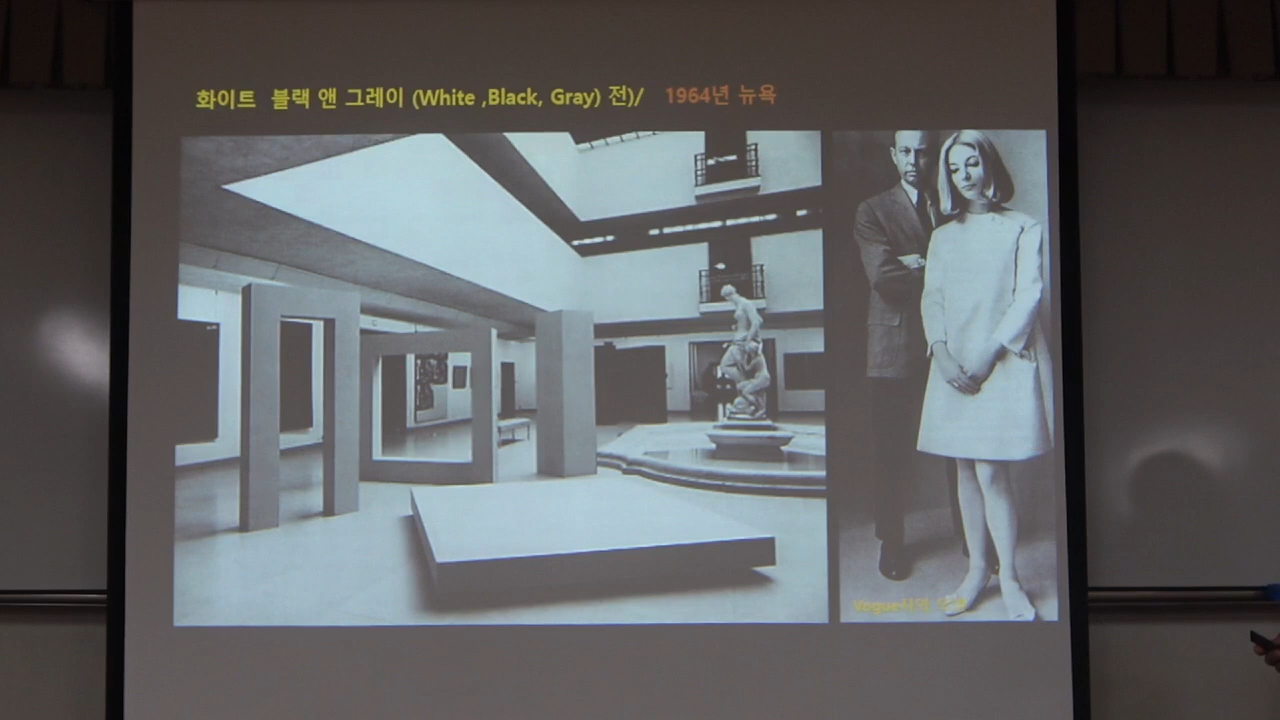 화이트 블랙 앤 그레이 (White ,Black, Gray) 전)/ 1964년 뉴욕
Vogue